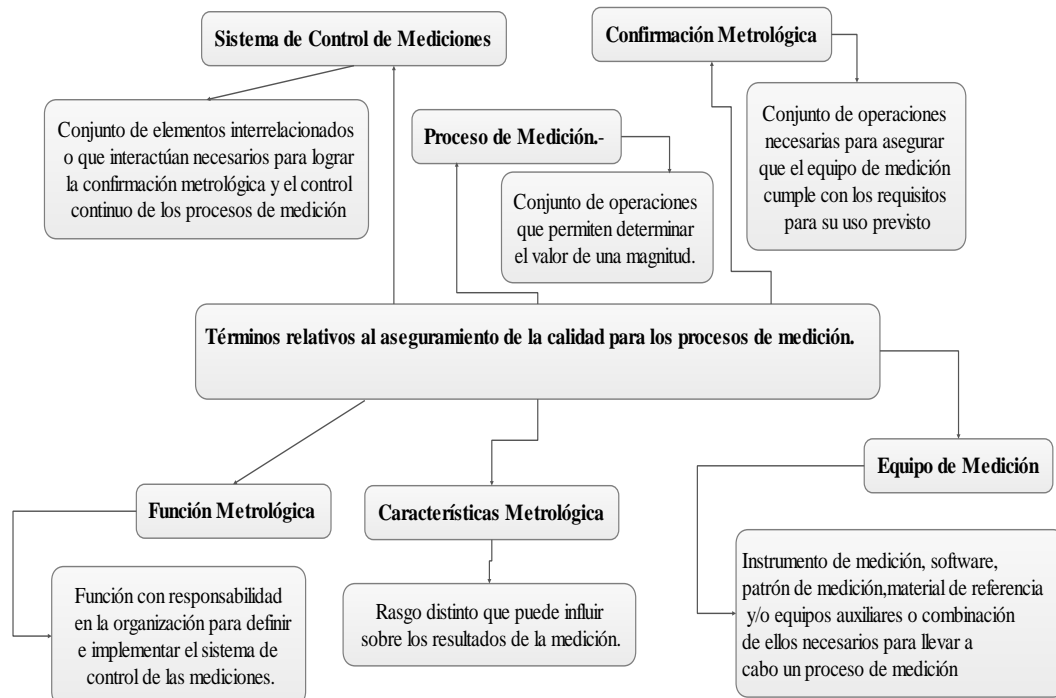 Sistema de Control de Mediciones
Confirmación Metrológica
Conjunto de elementos interrelacionados
o que interactúan necesarios para lograr
la confirmación metrológica y el control
continuo de los procesos de medición
Proceso de Medición.-
Conjunto de operaciones
necesarias para asegurar
que el equipo de medición
cumple con los requisitos
para su uso previsto
Conjunto de operaciones
que permiten determinar
el valor de una magnitud.
Términos relativos al aseguramiento de la calidad para los procesos de medición.
Equipo de Medición
Función Metrológica
Características Metrológica
Instrumento de medición, software,
patrón de medición,material de referencia
y/o equipos auxiliares o combinación
de ellos necesarios para llevar a
cabo un proceso de medición
Función con responsabilidad
en la organización para definir
e implementar el sistema de
control de las mediciones.
Rasgo distinto que puede influir
sobre los resultados de la medición.